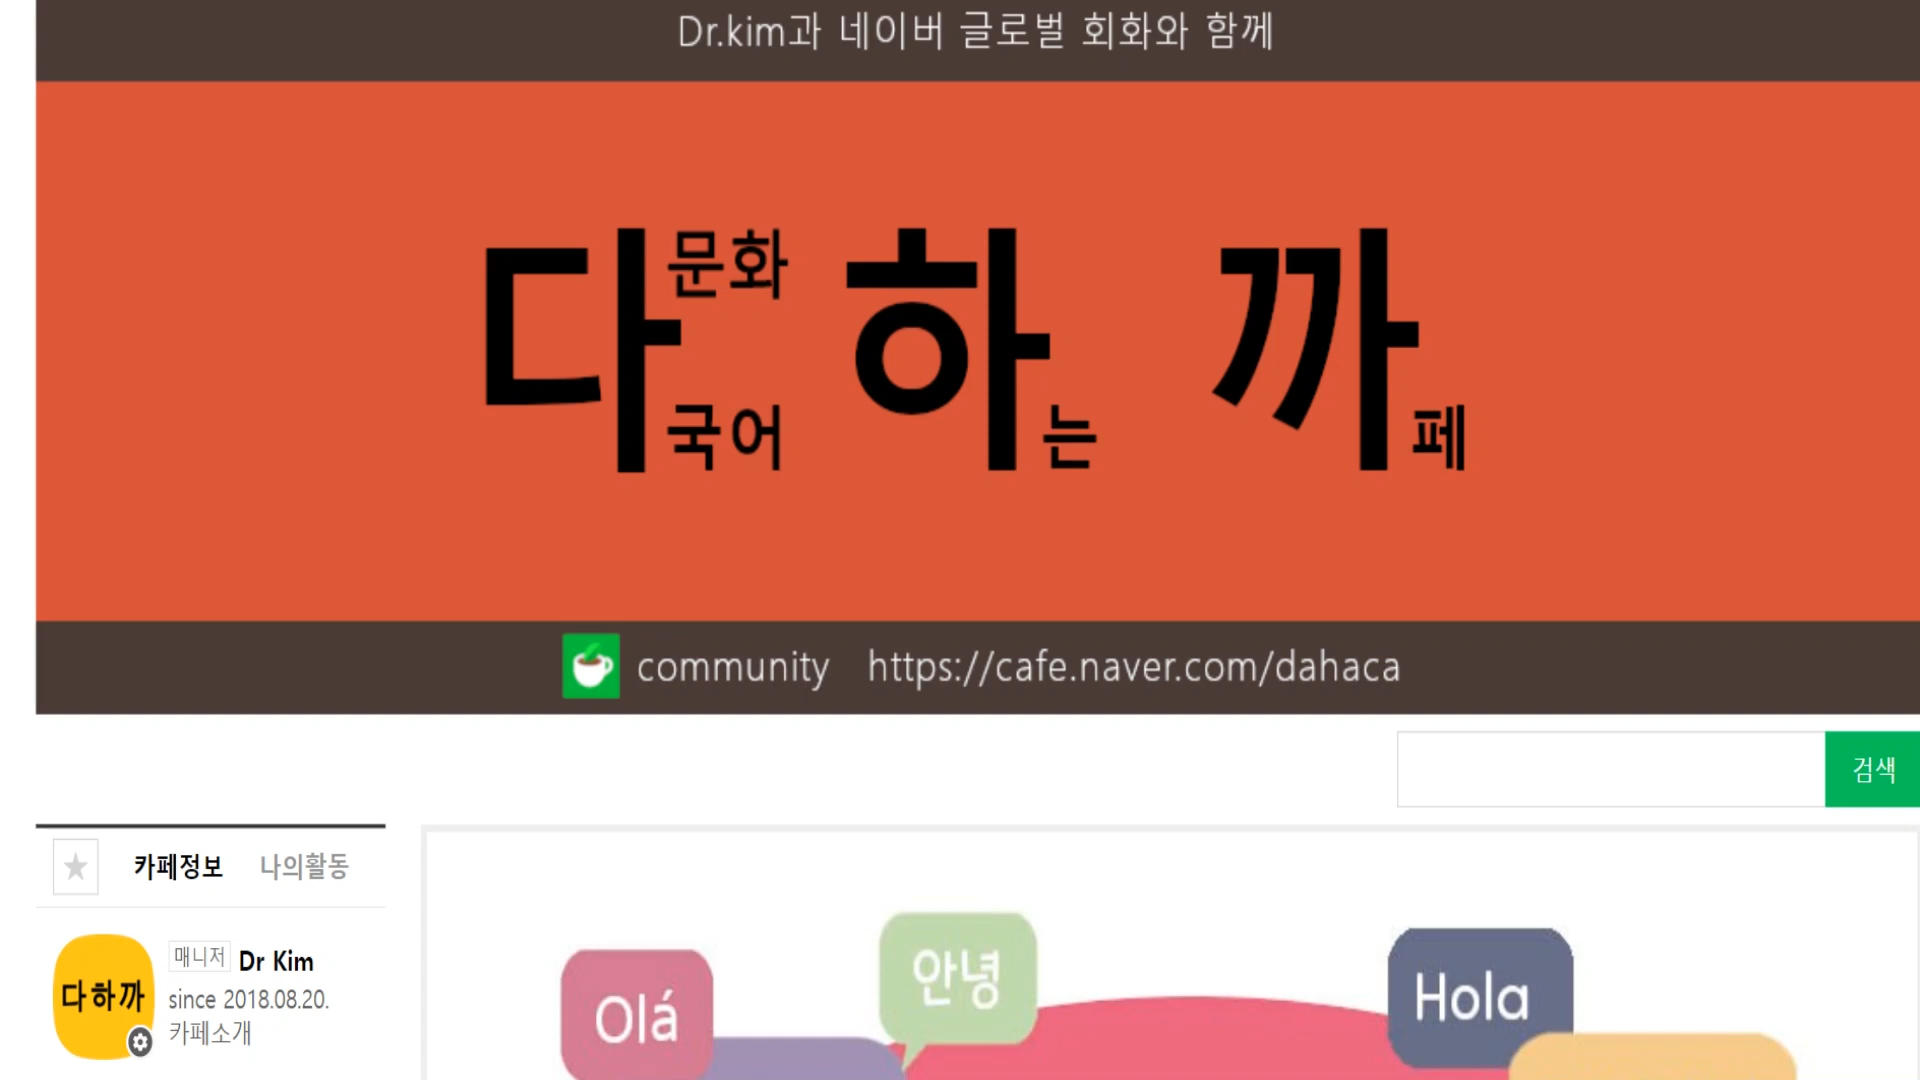 Dr.kim과 네이버 글로벌 회화와 함께
다문화 하 까
국어 는 페
community https://cafe.naver.com/dahaca
검색
카페정보 나의활동
다하까
매니저 Dr Kim
since 2018.08.20.
카페소개
Olá
안녕
Hola